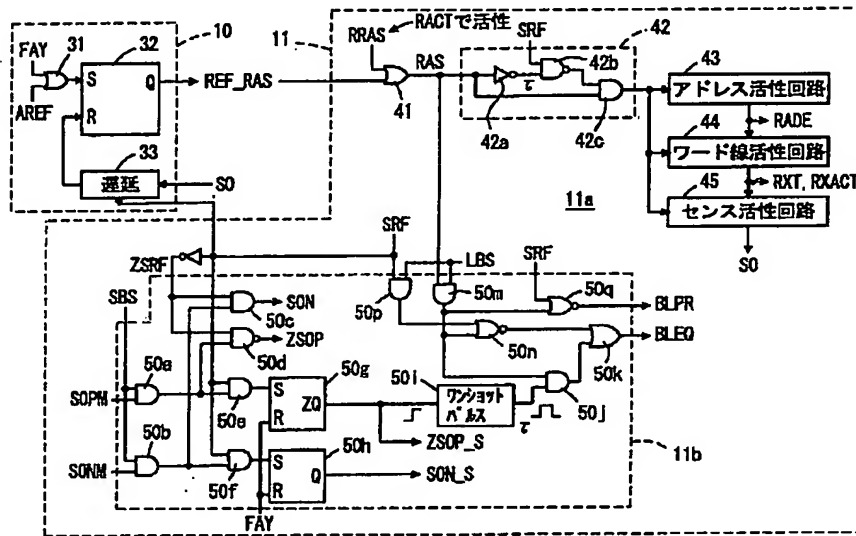 10
11
RRAS
RACTで活性
SRF
42
FAY
31
32
RAS
42b
43
S
Q
REF_RAS
τ
アドレス活性回路
AREF
R
41
42a
42c
RADE
44
33
ワード線活性回路
遅延
SO
RXT, RXACT
45
11a
センス活性回路
SRF
SO
ZSRF
LBS
SRF
50q
SBS
50p
50m
BLPR
SON
50c
ZSOP
50n
BLEQ
50d
50k
50a
50g
50i
SOPM
S
ZQ
ワンショットパルス
50e
R
50j
τ
50b
ZSOP_S
50h
SONM
S
Q
SON_S
11b
50f
R
FAY